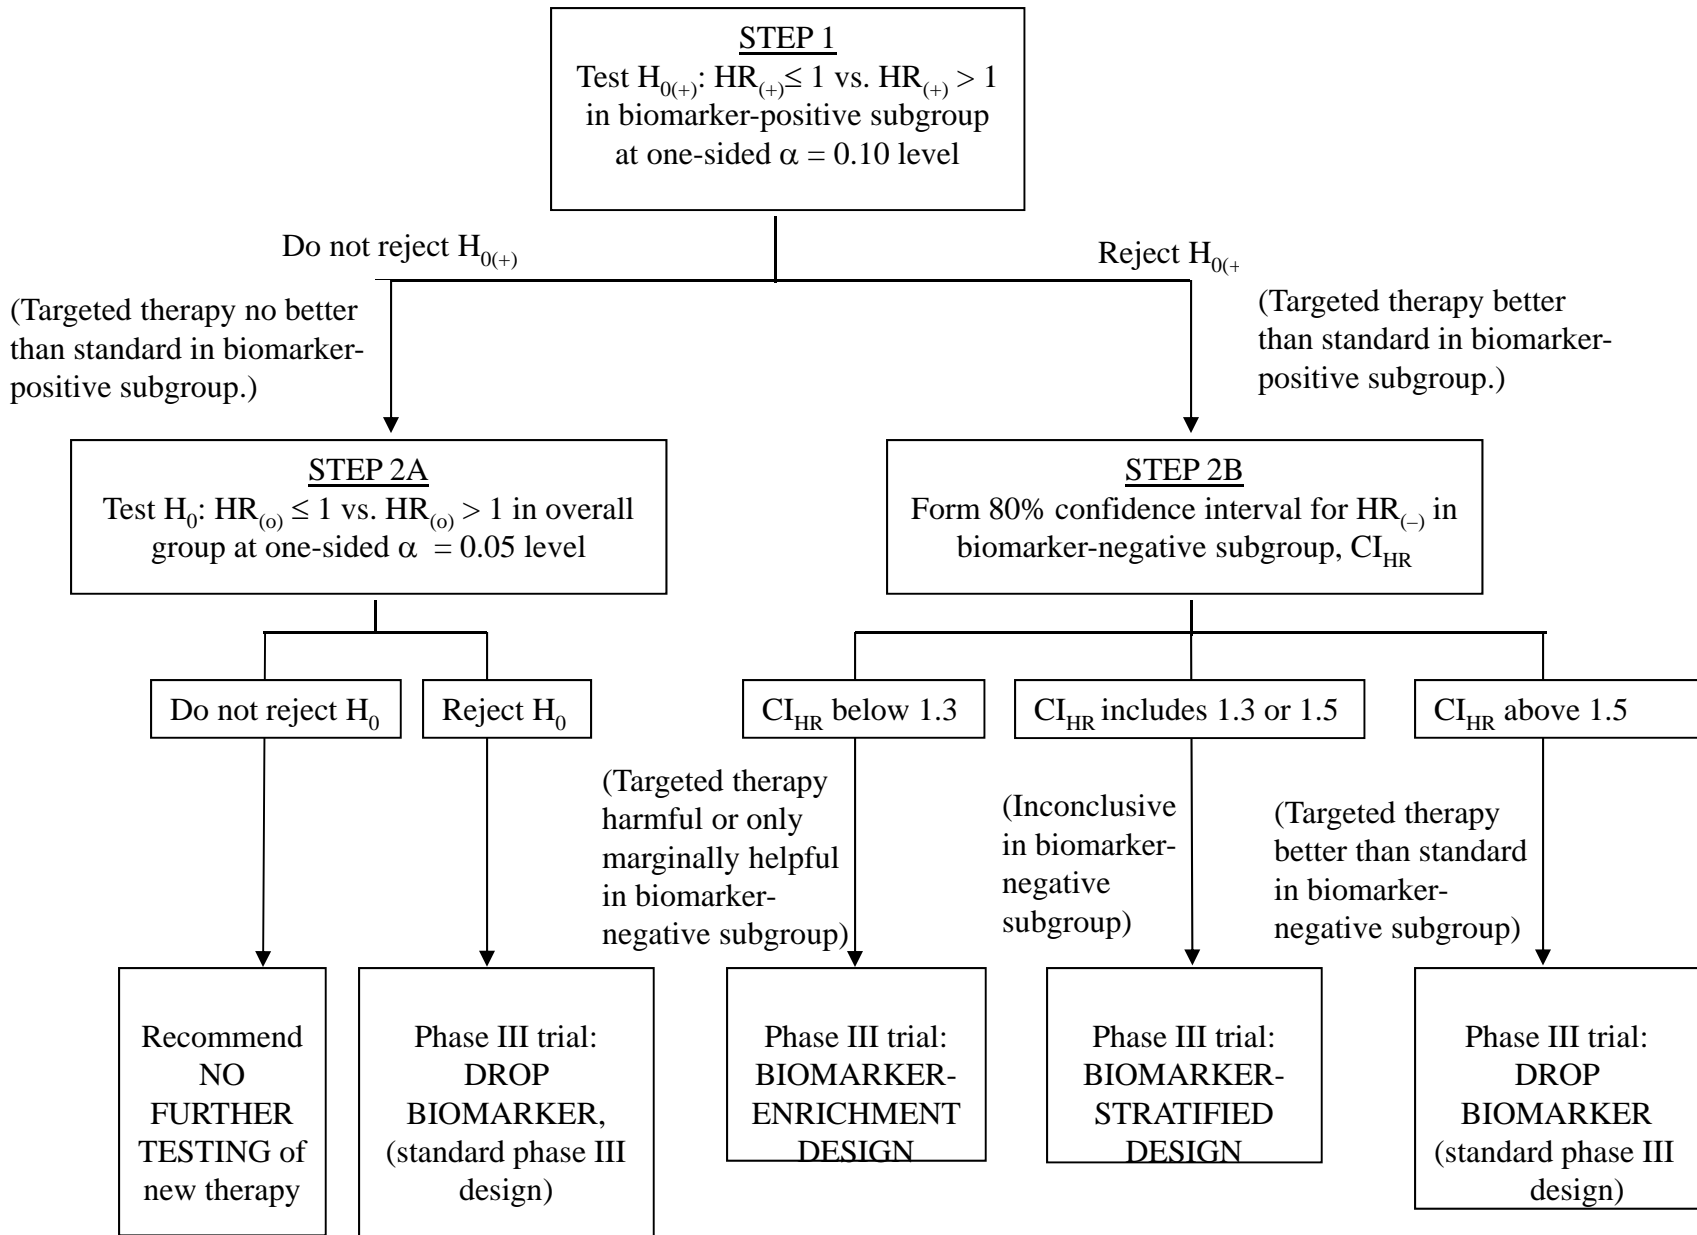 STEP 1
Test H0(+): HR(+)≤ 1 vs. HR(+) > 1
in biomarker-positive subgroup
at one-sided α = 0.10 level
Do not reject H0(+)
Reject H0(+
(Targeted therapy no better
than standard in biomarker-
positive subgroup.)
(Targeted therapy better
than standard in biomarker-
positive subgroup.)
STEP 2A
Test H0: HR(o) ≤ 1 vs. HR(o) > 1 in overall
group at one-sided α = 0.05 level
STEP 2B
Form 80% confidence interval for HR(–) in
biomarker-negative subgroup, CIHR
Do not reject H0
Reject H0
CIHR below 1.3
CIHR includes 1.3 or 1.5
CIHR above 1.5
(Targeted therapy
harmful or only
marginally helpful
in biomarker-
negative subgroup)
(Inconclusive
in biomarker-
negative
subgroup)
(Targeted therapy
better than standard
in biomarker-
negative subgroup)
Recommend
NO
FURTHER
TESTING of
new therapy
Phase III trial:
DROP
BIOMARKER,
(standard phase III
design)
Phase III trial:
BIOMARKER-
ENRICHMENT
DESIGN
Phase III trial:
BIOMARKER-
STRATIFIED
DESIGN
Phase III trial:
DROP
BIOMARKER
(standard phase III
design)